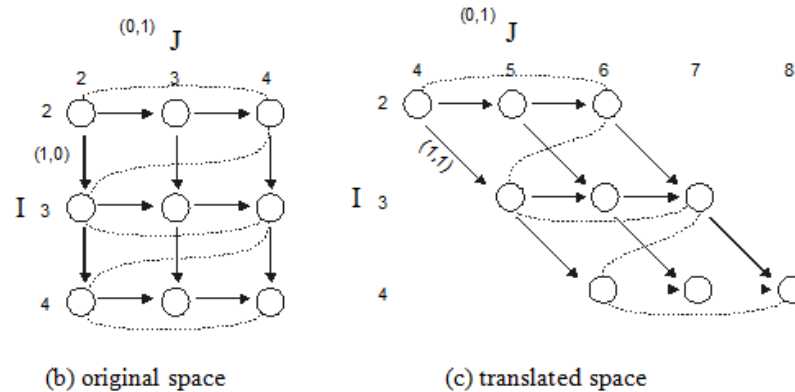 (0,1) J
2 3 4
2
(1,0)
I 3
4
(b) original space
(0,1) J
4 5 6 7 8
2
(1,1)
I 3
4
(c) translated space